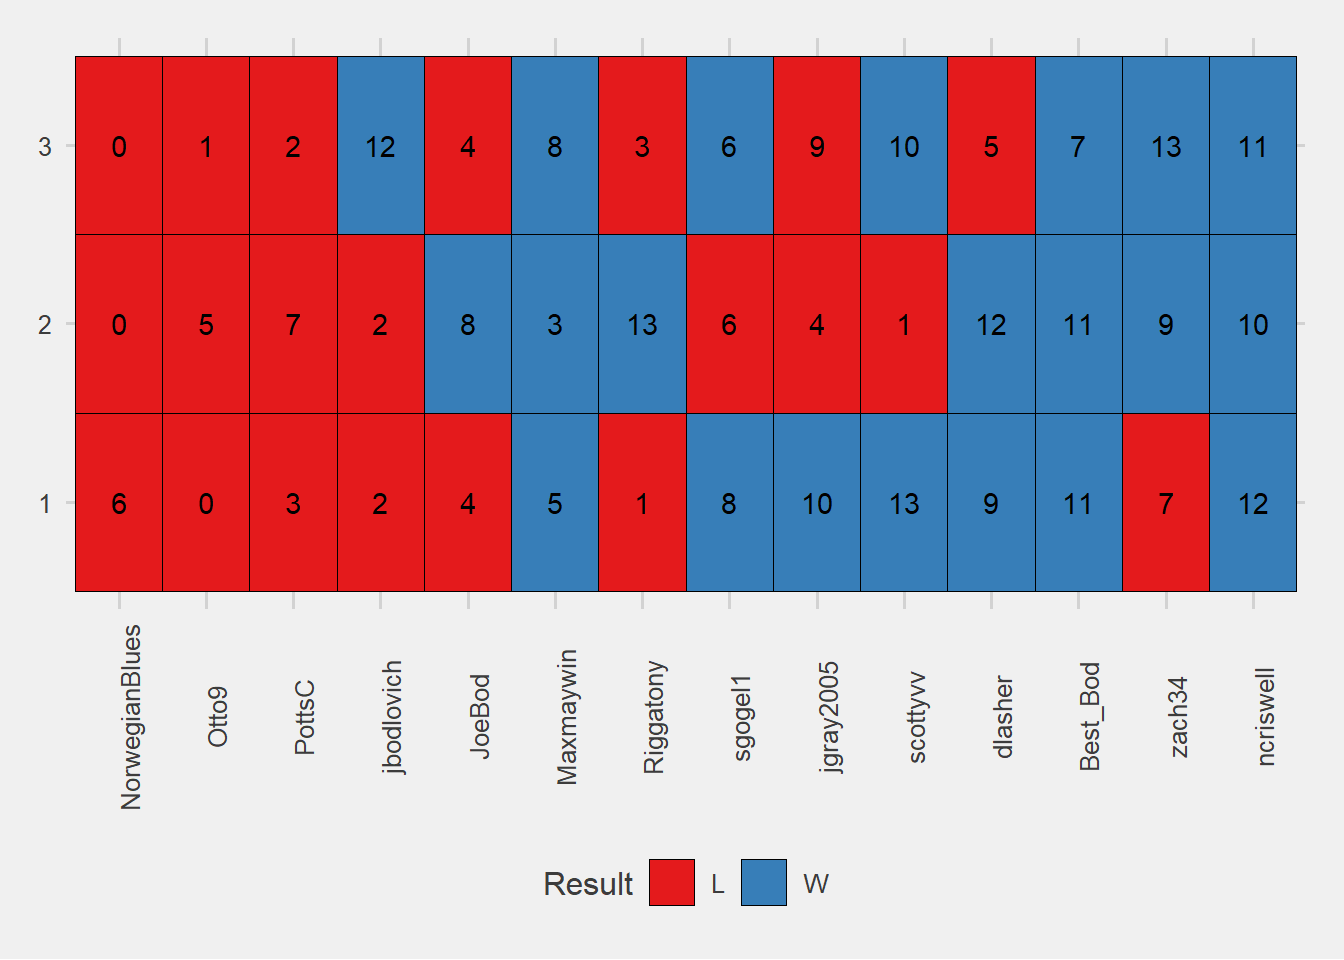 3 0 1 2 12 4 8 3 6 9 10 5 7 13 11
2 0 5 7 2 8 3 13 6 4 1 12 11 9 10
1 6 0 3 2 4 5 1 8 10 13 9 11 7 12
NorwegianBlues
Otto9
PottsC
jbodlovich
JoeBod
Maxmaywin
Riggatony
sgogel1
jgray2005
scottyvv
dlasher
Best_Bod
zach34
ncriswell
Result L W